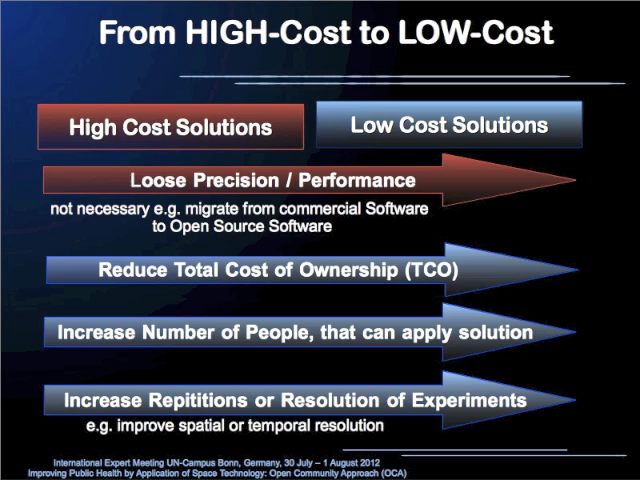 From HIGH-Cost to LOW-Cost
High Cost Solutions
Low Cost Solutions
Loose Precision / Performance
not necessary e.g. migrate from commercial Software
to Open Source Software
Reduce Total Cost of Ownership (TCO)
Increase Number of People, that can apply solution
Increase Repititions or Resolution of Experiments
e.g. improve spatial or temporal resolution
International Expert Meeting UN-Campus Bonn, Germany, 30 July – 1 August 2012
Improving Public Health by Application of Space Technology: Open Community Approach (OCA)